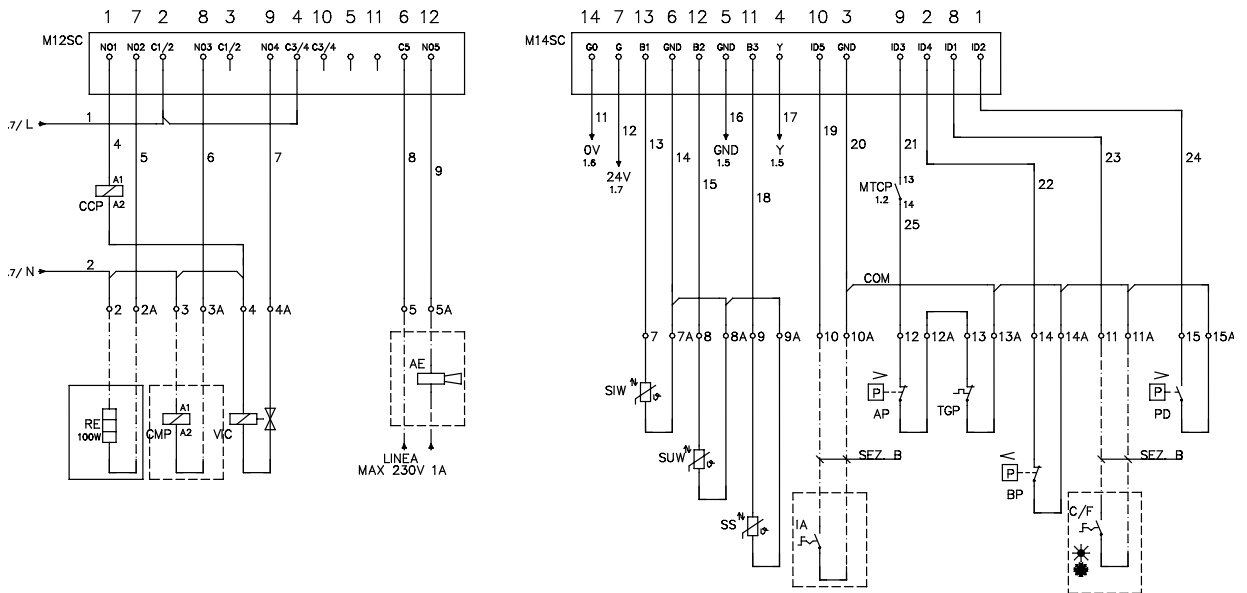 1 7 2 8 3 9 4 10 5 11 6 12
M12SC
NO1 NO2 C1/2 NO3 C1/2 NO4 C3/4 C3/4 C5 NO5
.7/ L
1
4 5 6 7 8 9
A1
CCP
A2
.7/ N
2
2 2A 3 3A 4 4A 5 5A
AE
RE
100W
A1
CMP
A2
VIC
LINEA
MAX 230V 1A
14 7 13 6 12 5 11 4 10 3 9 2 8 1
M14SC
G0 G B1 GND B2 GND B3 Y ID5 GND ID3 ID4 ID1 ID2
11
0V
1.6
12
24V
1.7
13
14
15
16
GND
1.5
17
Y
1.5
18
19
20
21
22
23
24
13
MTCP
1.2
14
25
COM
7 7A 8 8A 9 9A 10 10A 12 12A 13 13A 14 14A 11 11A 15 15A
SIW
P
AP
TGP
P
PD
SUW
SEZ. B
SEZ. B
P
BP
SS
IA
C/F